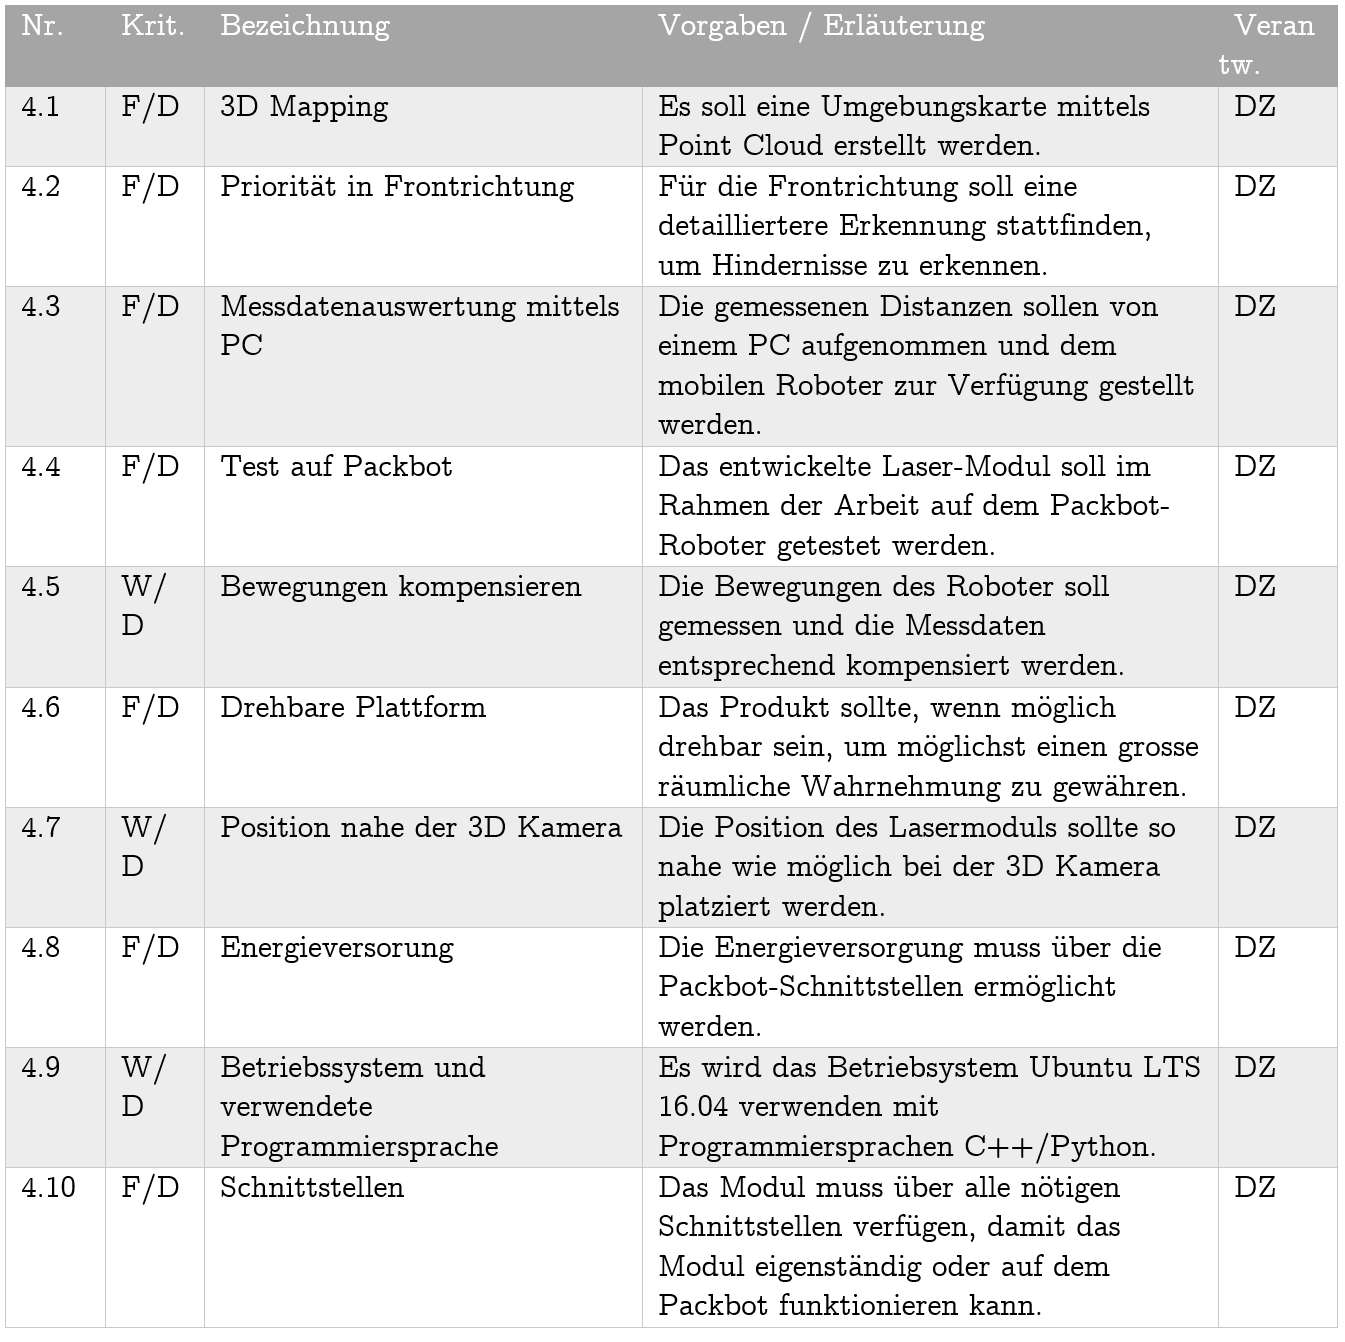 Nr. Krit. Bezeichnung Vorgaben / Erläuterung Veran
tw.
4.1 F/D 3D Mapping Es soll eine Umgebungskarte mittels DZ
Point Cloud erstellt werden.
4.2 F/D Priorität in Frontrichtung Für die Frontrichtung soll eine DZ
detailliertere Erkennung stattfinden,
um Hindernisse zu erkennen.
4.3 F/D Messdatenauswertung mittels Die gemessenen Distanzen sollen von DZ
PC einem PC aufgenommen und dem
mobilen Roboter zur Verfügung gestellt
werden.
4.4 F/D Test auf Packbot Das entwickelte Laser-Modul soll im DZ
Rahmen der Arbeit auf dem Packbot-
Roboter getestet werden.
4.5 W/ Bewegungen kompensieren Die Bewegungen des Roboter soll DZ
D gemessen und die Messdaten
entsprechend kompensiert werden.
4.6 F/D Drehbare Plattform Das Produkt sollte, wenn möglich DZ
drehbar sein, um möglichst einen grosse
räumliche Wahrnehmung zu gewähren.
4.7 W/ Position nahe der 3D Kamera Die Position des Lasermoduls sollte so DZ
D nahe wie möglich bei der 3D Kamera
platziert werden.
4.8 F/D Energieversorung Die Energieversorgung muss über die DZ
Packbot-Schnittstellen ermöglicht
werden.
4.9 W/ Betriebssystem und Es wird das Betriebsystem Ubuntu LTS DZ
D verwendete 16.04 verwenden mit
Programmiersprache Programmiersprachen C++/Python.
4.10 F/D Schnittstellen Das Modul muss über alle nötigen DZ
Schnittstellen verfügen, damit das
Modul eigenständig oder auf dem
Packbot funktionieren kann.